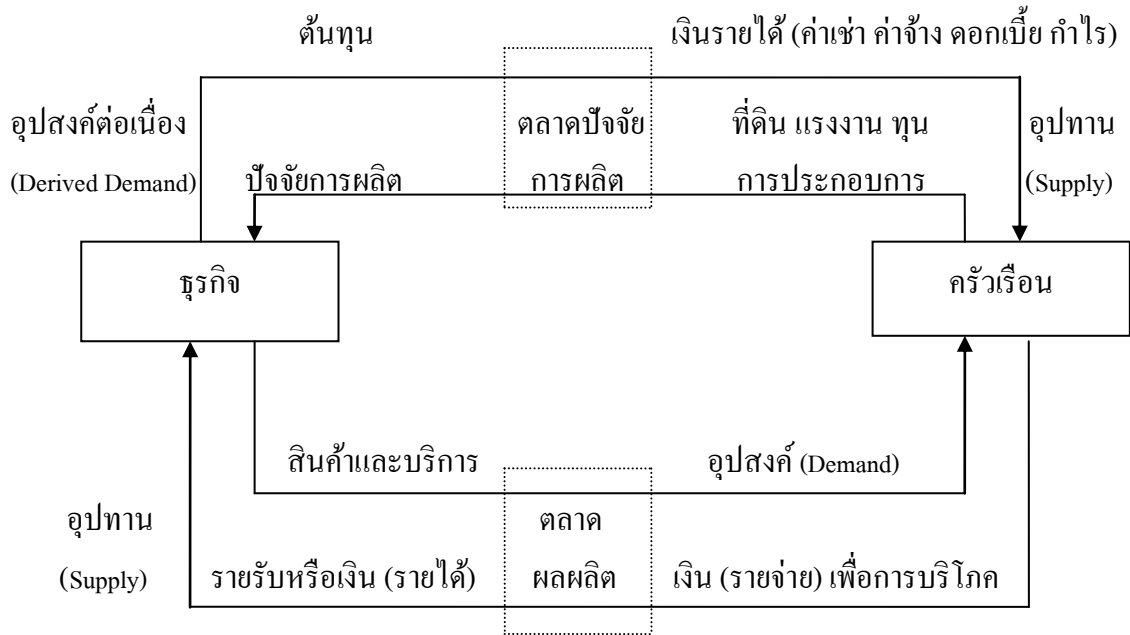 ต้นทุน เงินรายได้ (ค่าเช่า ค่าจ้าง ดอกเบี้ย กำไร)
อุปสงค์ต่อเนื่อง ตลาดปัจจัย ที่ดิน แรงงาน ทุน อุปทาน
(Derived Demand) ปัจจัยการผลิต การผลิต การประกอบการ (Supply)
ธุรกิจ ครัวเรือน
สินค้าและบริการ อุปสงค์ (Demand)
อุปทาน ตลาด
(Supply) รายรับหรือเงิน (รายได้) ผลผลิต เงิน (รายจ่าย) เพื่อการบริโภค